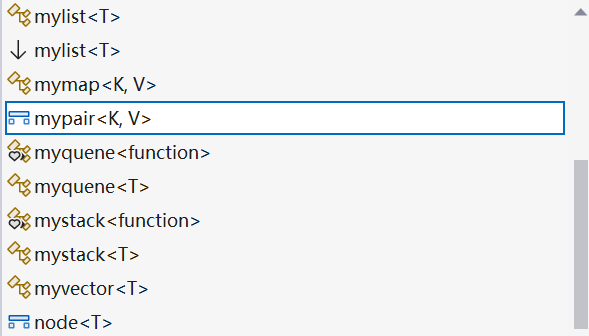 mylist<T>
mylist<T>
mymap<K, V>
mypair<K, V>
myquene<function>
myquene<T>
mystack<function>
mystack<T>
myvector<T>
node<T>